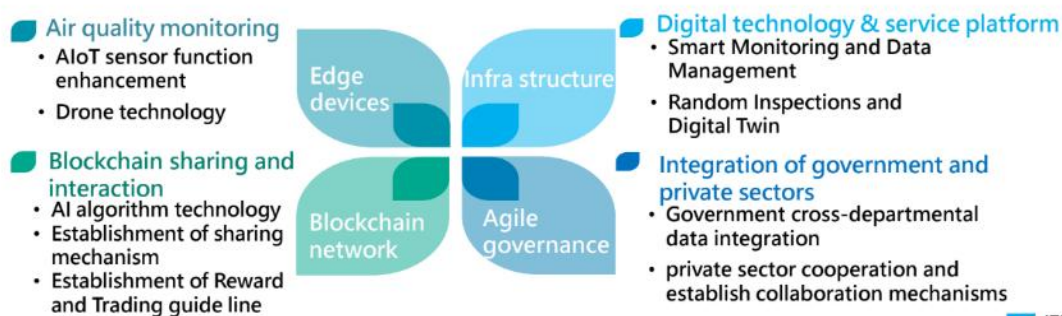 Air quality monitoring
• AIoT sensor function
enhancement
• Drone technology
Blockchain sharing and
interaction
• AI algorithm technology
• Establishment of sharing
mechanism
• Establishment of Reward
and Trading guide line
Edge
devices
Infra structure
Blockchain
network
Agile
governance
Digital technology & service platform
• Smart Monitoring and Data
Management
• Random Inspections and
Digital Twin
Integration of government and
private sectors
• Government cross-departmental
data integration
• private sector cooperation and
establish collaboration mechanisms